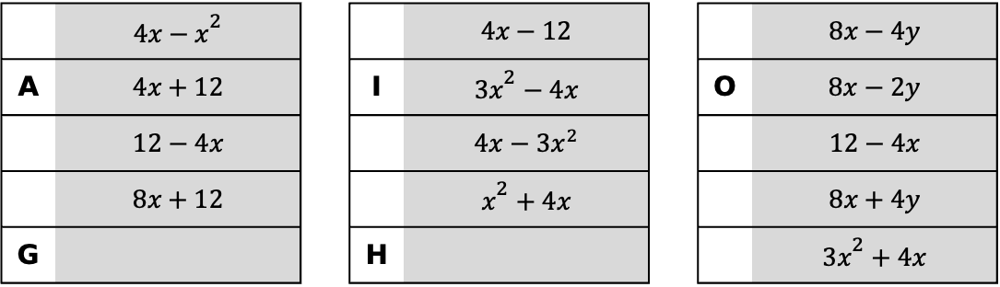 4x − x²
A 4x + 12
12 − 4x
8x + 12
G
4x − 12
I 3x² − 4x
4x − 3x²
x² + 4x
H
8x − 4y
O 8x − 2y
12 − 4x
8x + 4y
3x² + 4x